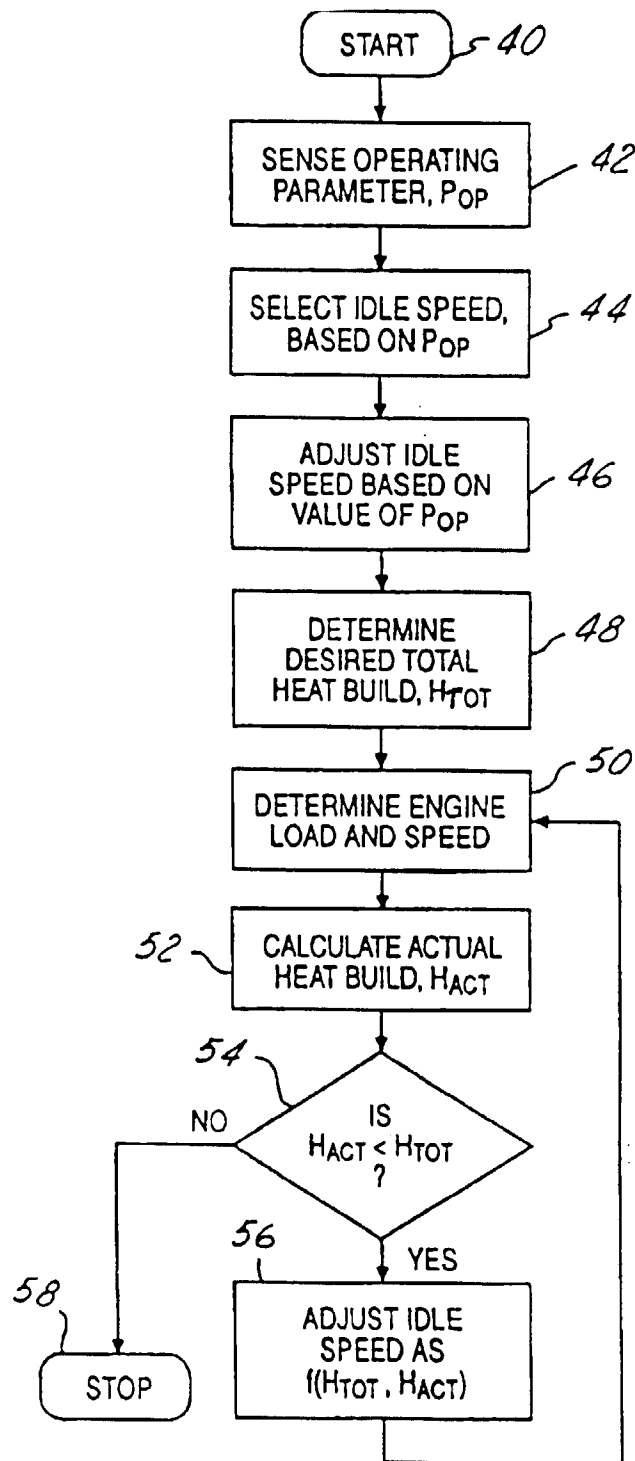 START
40
SENSE OPERATING
PARAMETER, POP
42
SELECT IDLE SPEED,
BASED ON POP
44
ADJUST IDLE
SPEED BASED ON
VALUE OF POP
46
DETERMINE
DESIRED TOTAL
HEAT BUILD, HTOT
48
50
DETERMINE ENGINE
LOAD AND SPEED
52
CALCULATE ACTUAL
HEAT BUILD, HACT
54
NO
IS
HACT < HTOT
?
56
YES
ADJUST IDLE
SPEED AS
f(HTOT, HACT)
58
STOP